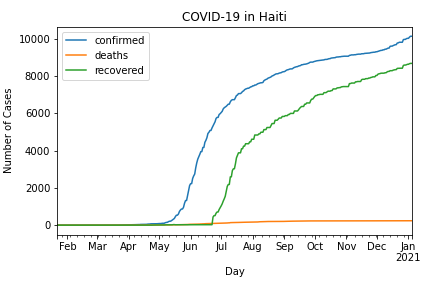 COVID-19 in Haiti
confirmed
deaths
recovered
Number of Cases
10000
8000
6000
4000
2000
0
Feb Mar Apr May Jun Jul Aug Sep Oct Nov Dec Jan
2021
Day